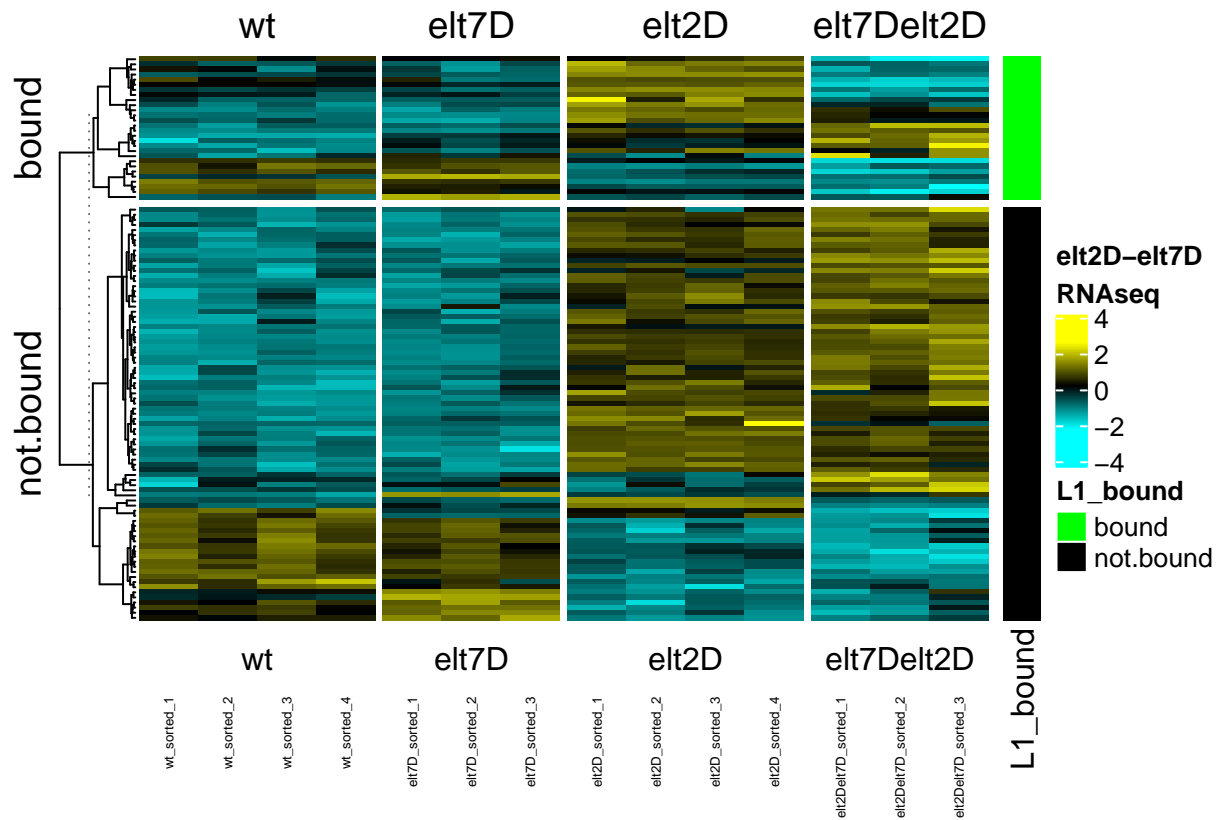 wt
elt7D
elt2D
elt7Delt2D
bound
not.bound
elt2D−elt7D
RNAseq
4
2
0
−2
−4
L1_bound
bound
not.bound
wt
elt7D
elt2D
elt7Delt2D
L1_bound
wt_sorted_1
wt_sorted_2
wt_sorted_3
wt_sorted_4
elt7D_sorted_1
elt7D_sorted_2
elt7D_sorted_3
elt2D_sorted_1
elt2D_sorted_2
elt2D_sorted_3
elt2D_sorted_4
elt2Delt7D_sorted_1
elt2Delt7D_sorted_2
elt2Delt7D_sorted_3